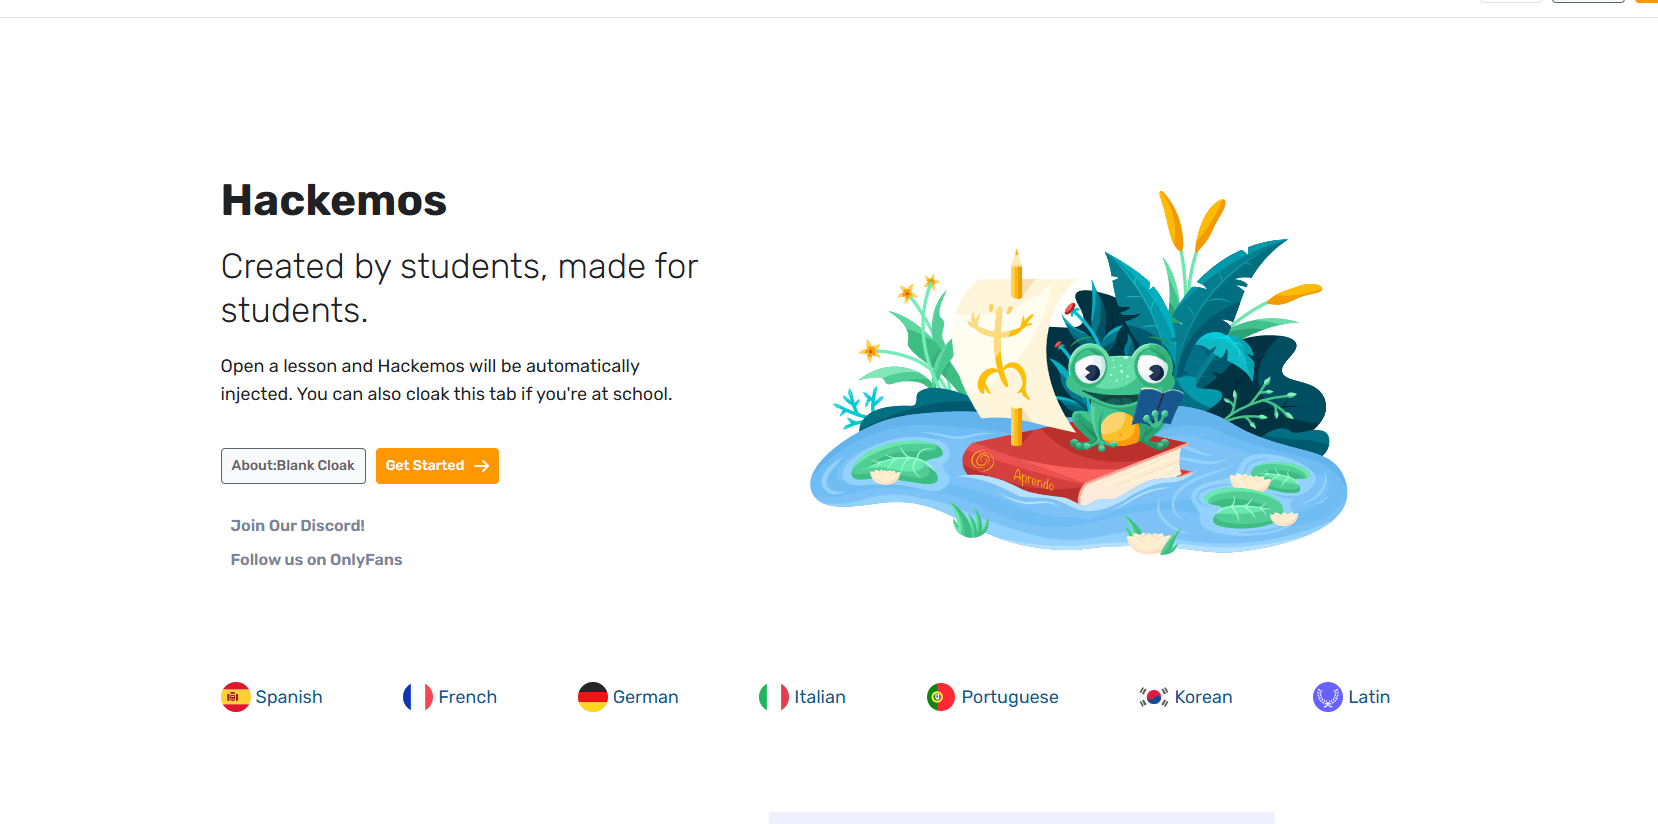 Hackemos
Created by students, made for
students.
Open a lesson and Hackemos will be automatically
injected. You can also cloak this tab if you're at school.
About:Blank Cloak
Get Started
Join Our Discord!
Follow us on OnlyFans
Aprendo
Spanish
French
German
Italian
Portuguese
Korean
Latin